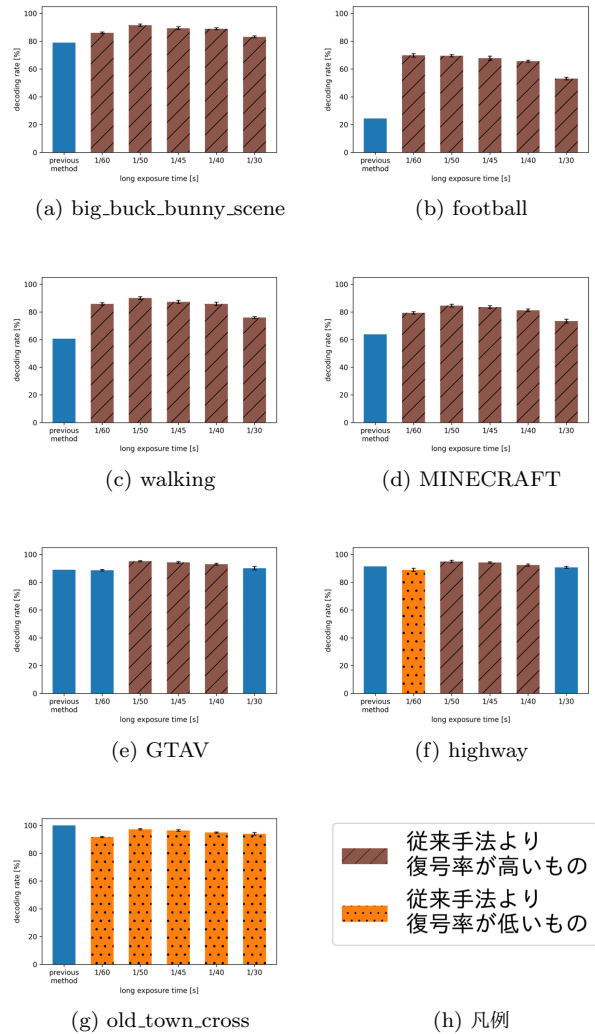 100
80
60
40
20
0
decoding rate [%]
previous
method
1/60
1/50
1/45
1/40
1/30
long exposure time [s]
(a) big_buck_bunny_scene
100
80
60
40
20
0
decoding rate [%]
previous
method
1/60
1/50
1/45
1/40
1/30
long exposure time [s]
(b) football
100
80
60
40
20
0
decoding rate [%]
previous
method
1/60
1/50
1/45
1/40
1/30
long exposure time [s]
(c) walking
100
80
60
40
20
0
decoding rate [%]
previous
method
1/60
1/50
1/45
1/40
1/30
long exposure time [s]
(d) MINECRAFT
100
80
60
40
20
0
decoding rate [%]
previous
method
1/60
1/50
1/45
1/40
1/30
long exposure time [s]
(e) GTAV
100
80
60
40
20
0
decoding rate [%]
previous
method
1/60
1/50
1/45
1/40
1/30
long exposure time [s]
(f) highway
100
80
60
40
20
0
decoding rate [%]
previous
method
1/60
1/50
1/45
1/40
1/30
long exposure time [s]
(g) old_town_cross
従来手法より
復号率が高いもの
従来手法より
復号率が低いもの
(h) 凡例